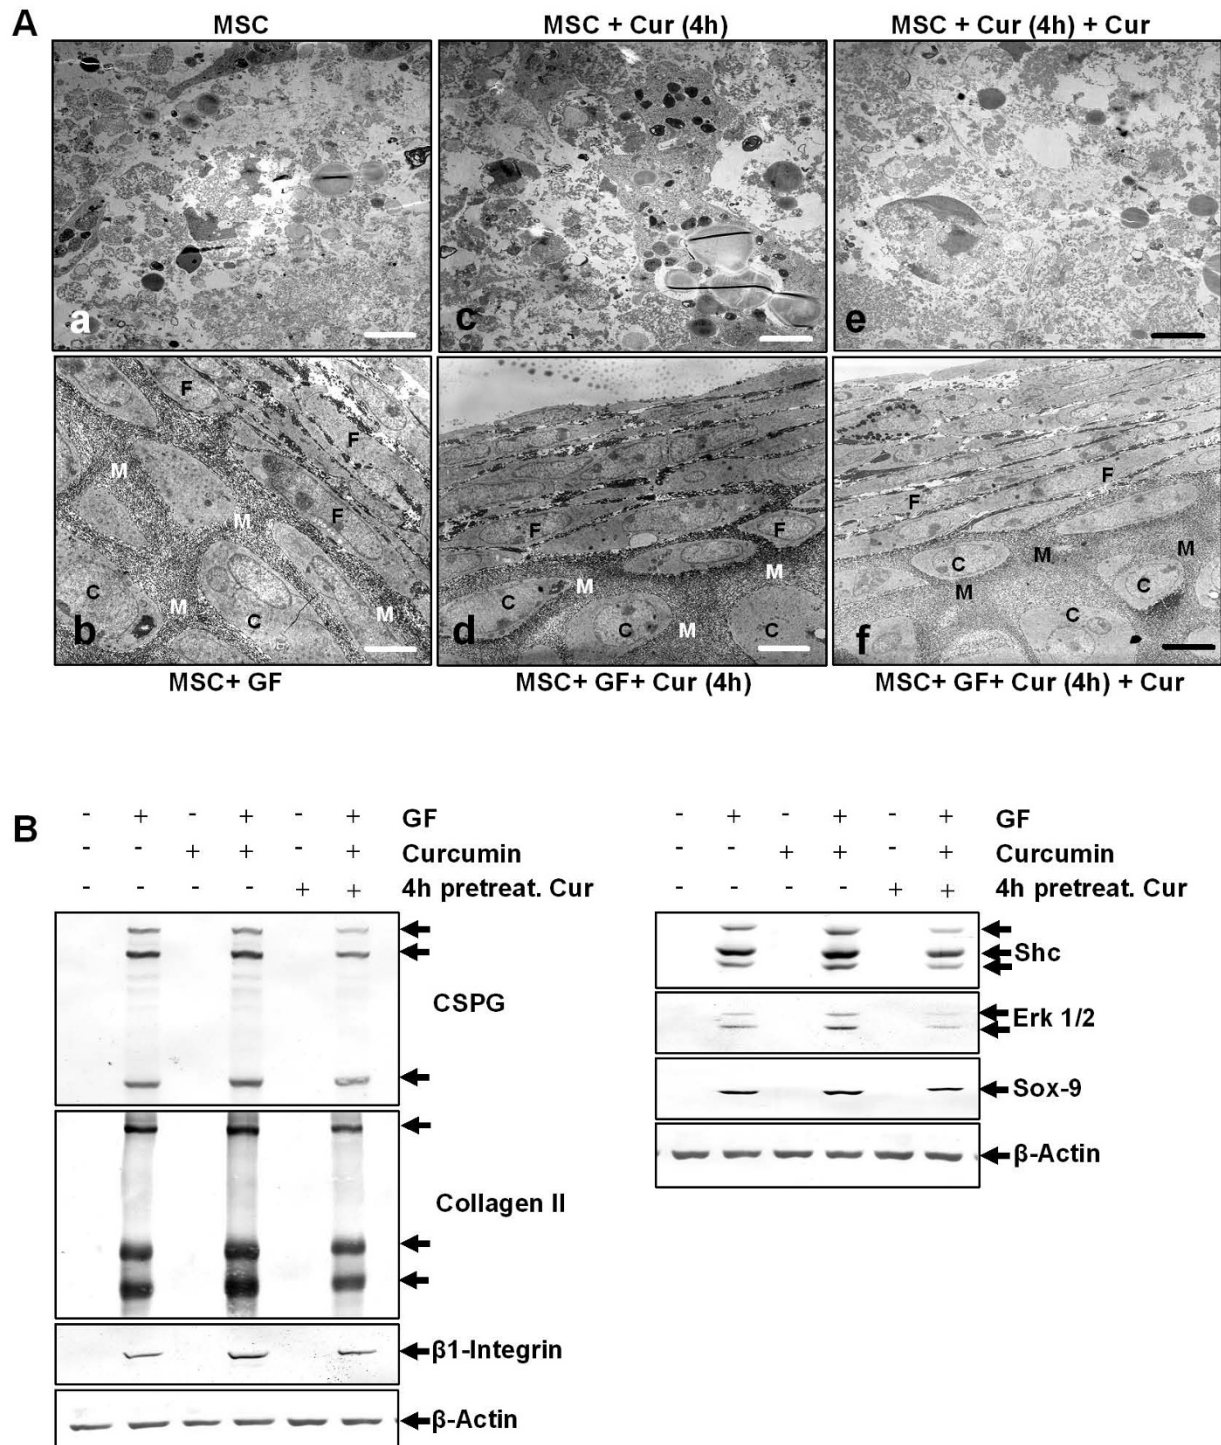 A
MSC
MSC + Cur (4h)
MSC + Cur (4h) + Cur
a
c
e
F
F
M
M
F
C
M
C
M
b
F
F
M
M
C
C
M
C
d
F
F
M
M
C
M
C
C
f
MSC+ GF
MSC+ GF+ Cur (4h)
MSC+ GF+ Cur (4h) + Cur
B
- + - + - + GF
- - + + - + Curcumin
- - - - + + 4h pretreat. Cur
CSPG
Collagen II
β1-Integrin
β-Actin
- + - + - + GF
- - + + - + Curcumin
- - - - + + 4h pretreat. Cur
Shc
Erk 1/2
Sox-9
β-Actin